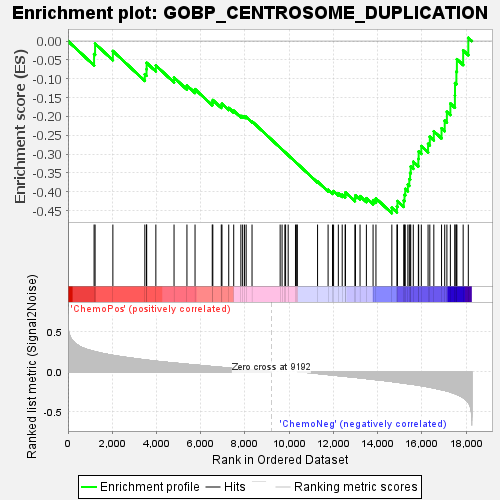 Enrichment plot: GOBP_CENTROSOME_DUPLICATION
Enrichment score (ES)
0.00
-0.05
-0.10
-0.15
-0.20
-0.25
-0.30
-0.35
-0.40
-0.45
'ChemoPos' (positively correlated)
Ranked list metric (Signal2Noise)
0.5
0.0
-0.5
Zero cross at 9192
'ChemoNeg' (negatively correlated)
0 2,000 4,000 6,000 8,000 10,000 12,000 14,000 16,000 18,000
Rank in Ordered Dataset
Enrichment profile Hits Ranking metric scores